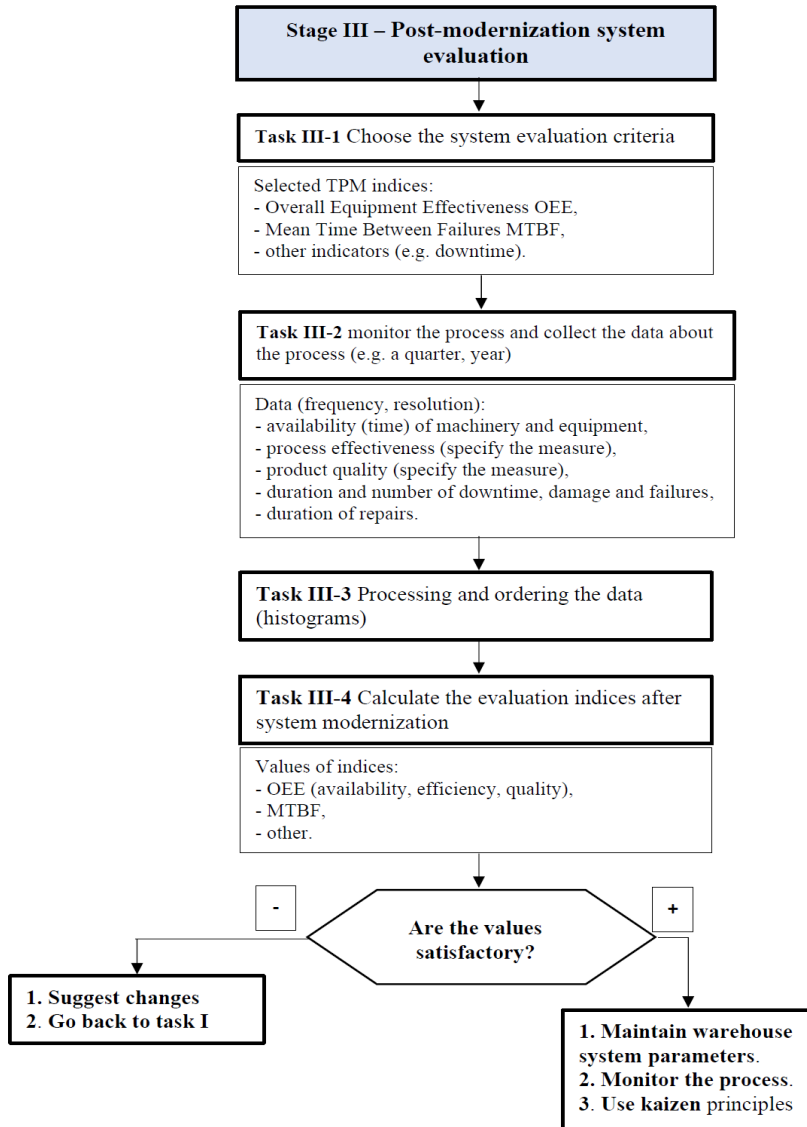 Stage III – Post-modernization system
evaluation
Task III-1 Choose the system evaluation criteria
Selected TPM indices:
- Overall Equipment Effectiveness OEE,
- Mean Time Between Failures MTBF,
- other indicators (e.g. downtime).
Task III-2 monitor the process and collect the data about
the process (e.g. a quarter, year)
Data (frequency, resolution):
- availability (time) of machinery and equipment,
- process effectiveness (specify the measure),
- product quality (specify the measure),
- duration and number of downtime, damage and failures,
- duration of repairs.
Task III-3 Processing and ordering the data
(histograms)
Task III-4 Calculate the evaluation indices after
system modernization
Values of indices:
- OEE (availability, efficiency, quality),
- MTBF,
- other.
-
+
Are the values
satisfactory?
1. Suggest changes
2. Go back to task I
1. Maintain warehouse
system parameters.
2. Monitor the process.
3. Use kaizen principles